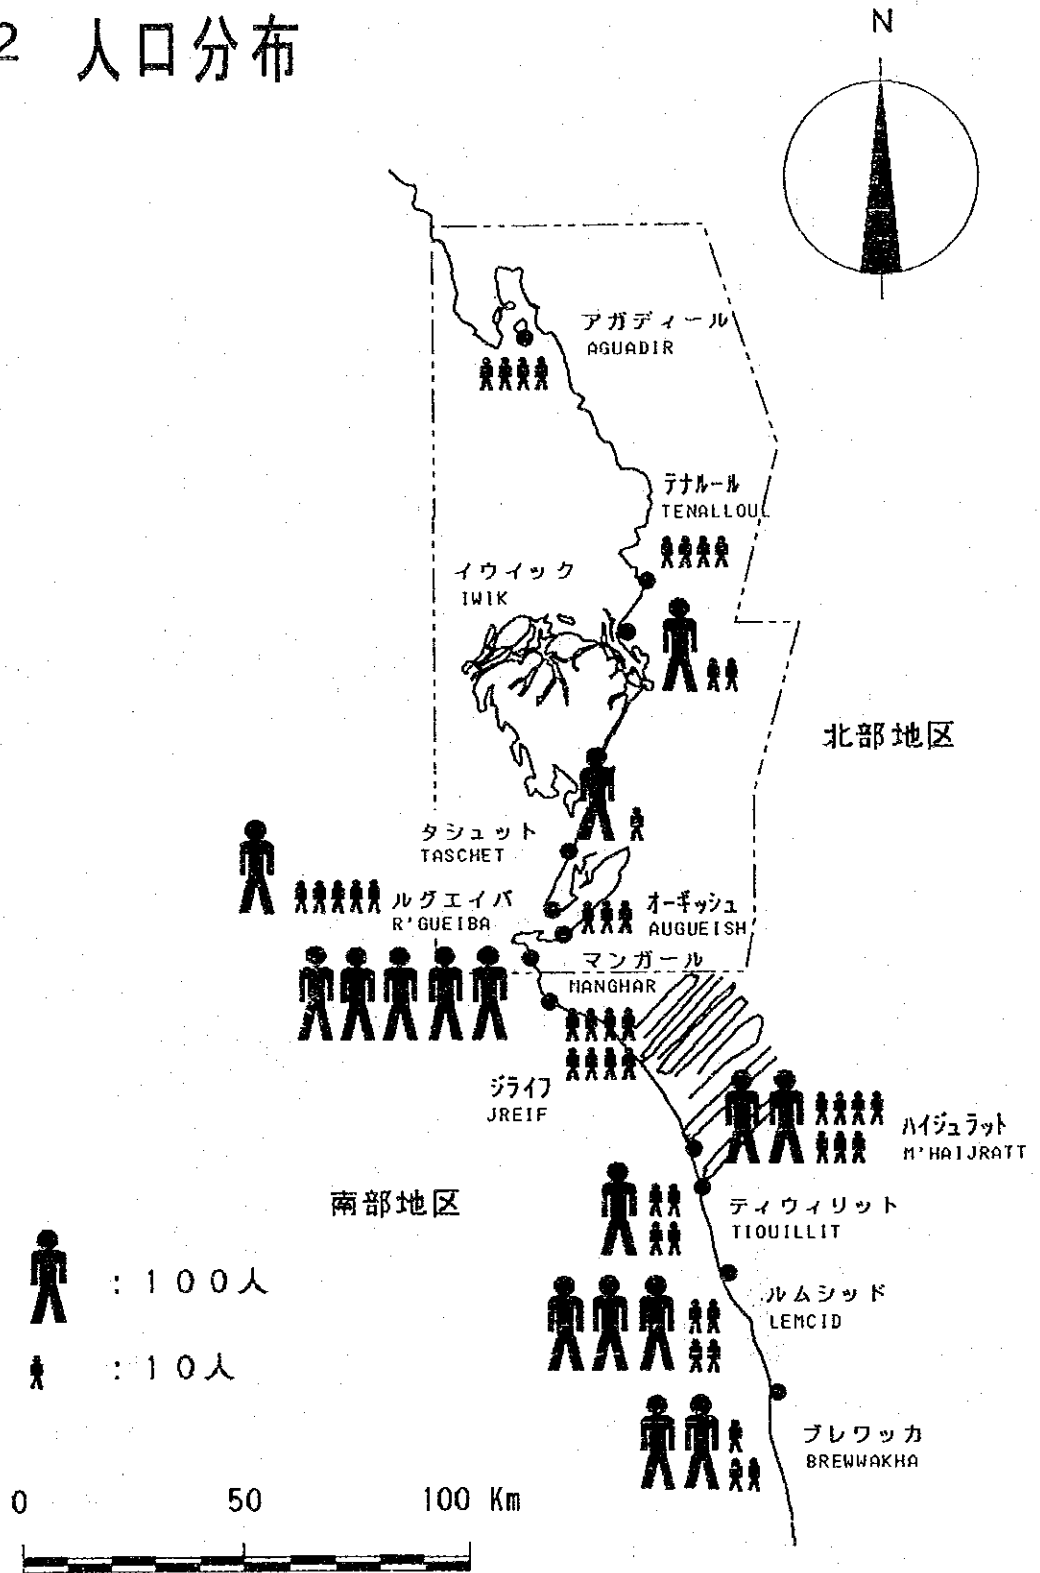 2 人口分布
N
アガディール
AGUADIR
テナルール
TENALLOUL
イウイック
IWIK
北部地区
タシュット
TASCHET
ルグエイバ
R'GUEIBA
オーギッシュ
AUGUEISH
マンガール
MANGHAR
ジライフ
JREIF
ハイジュラット
M'HAIJRATT
南部地区
ティウィリット
TIOUILLIT
:100人
ルムシッド
LEMCID
:10人
ブレワッカ
BREWWAKHA
0 50 100 Km